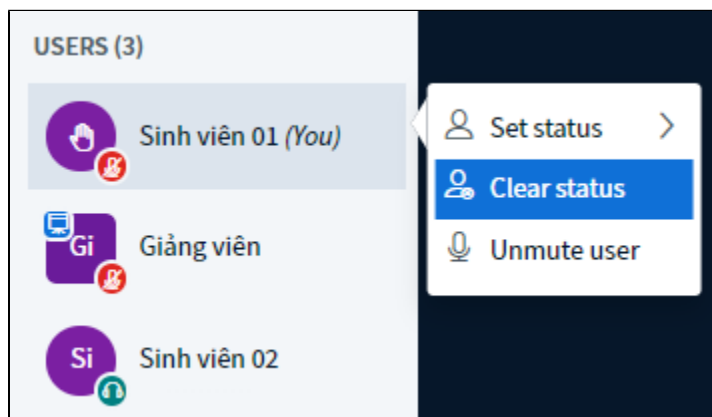 USERS (3)
Sinh viên 01 (You)
Gi
Giảng viên
Si
Sinh viên 02
Set status
Clear status
Unmute user